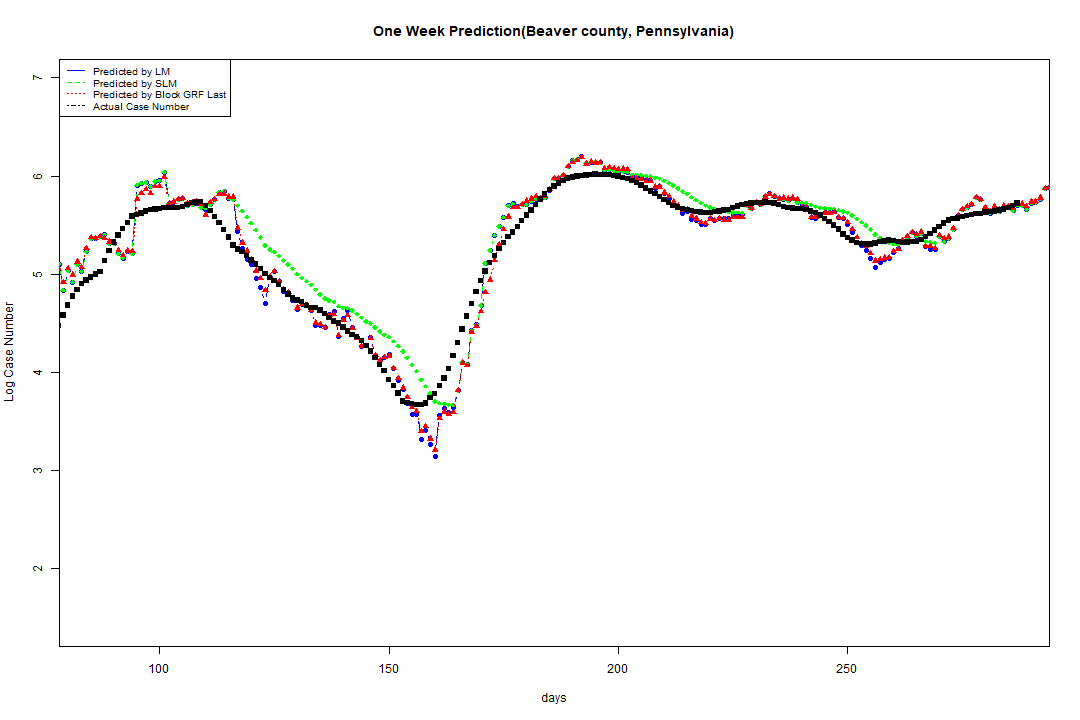 One Week Prediction(Beaver county, Pennsylvania)
Predicted by LM
Predicted by SLM
Predicted by Block GRF Last
Actual Case Number
7
6
5
4
3
2
Log Case Number
100
150
200
250
days